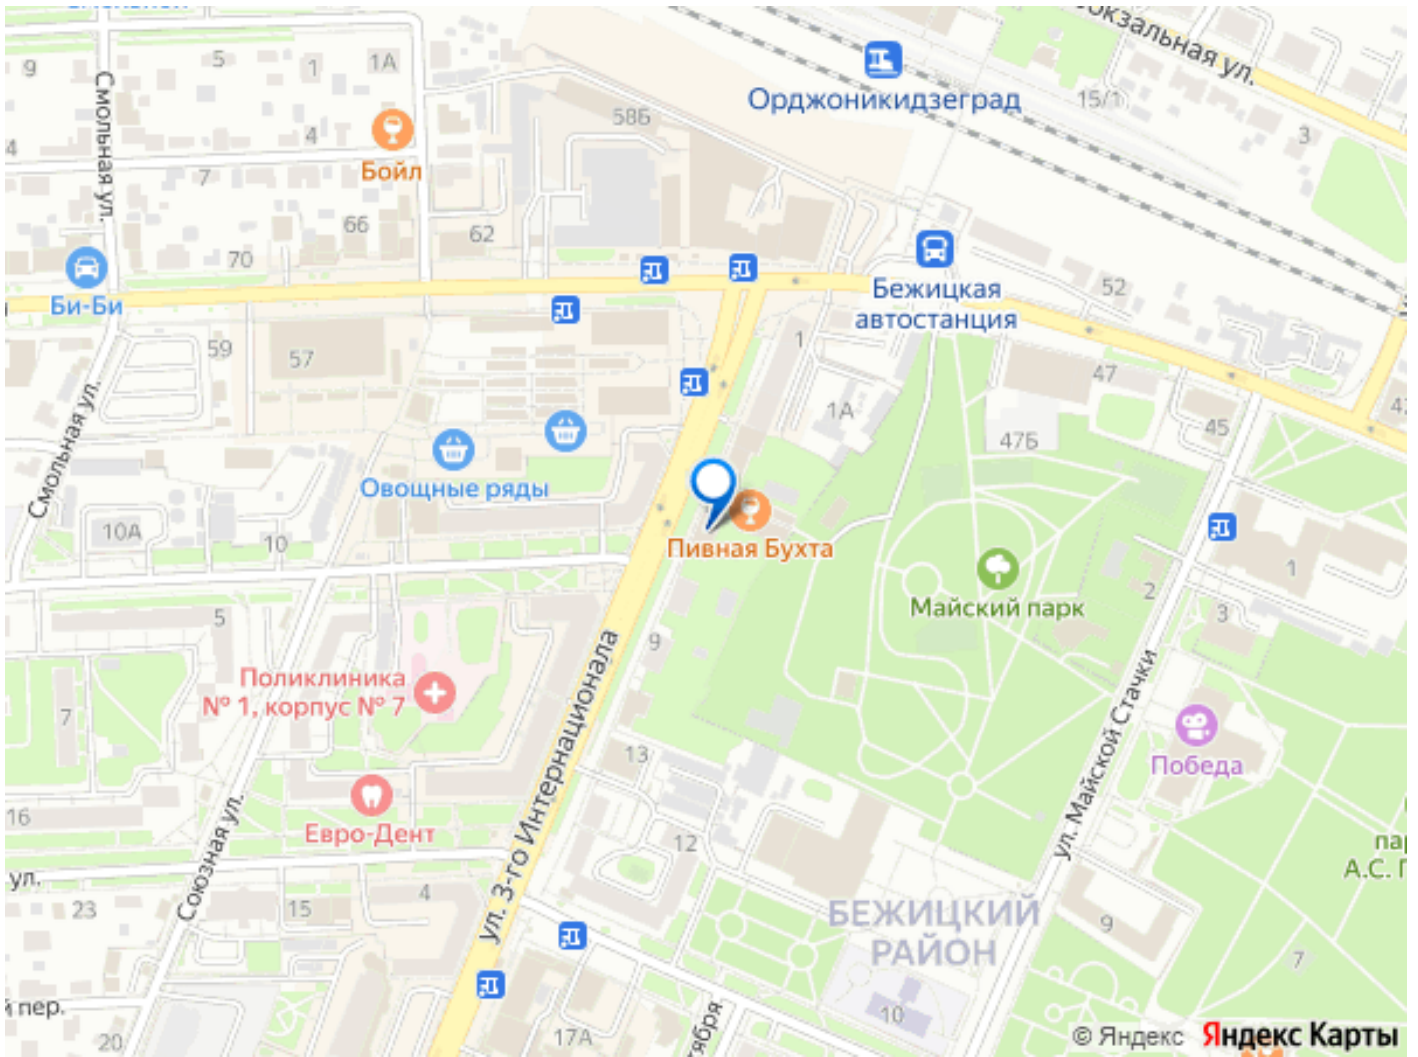 окзальная ул.
9
5
1
1А
Смольная ул.
Орджоникидзеград
15/1
58Б
3
4
4
Бойл
7
66
62
70
Би-Би
Бежицкая
автостанция
52
59
57
1
47
1А
45
47Б
Смольная ул.
Овощные ряды
10А
10
Пивная Бухта
1
2
Майский парк
3
5
9
Поликлиника
№ 1, корпус № 7
7
ул. 3-го Интернационала
ул. Майской Стачки
Победа
13
16
Евро-Дент
12
Союзная ул.
ул.
4
23
15
БЕЖИЦКИЙ
РАЙОН
9
А.С. П
7
й пер.
10
17А
20
ября
© Яндекс Яндекс Карты